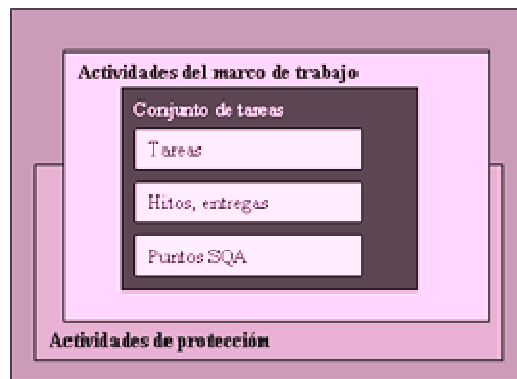 Actividades del marco de trabajo
Conjunto de tareas
Tareas
Hitos, entregas
Puntos SQA
Actividades de protección